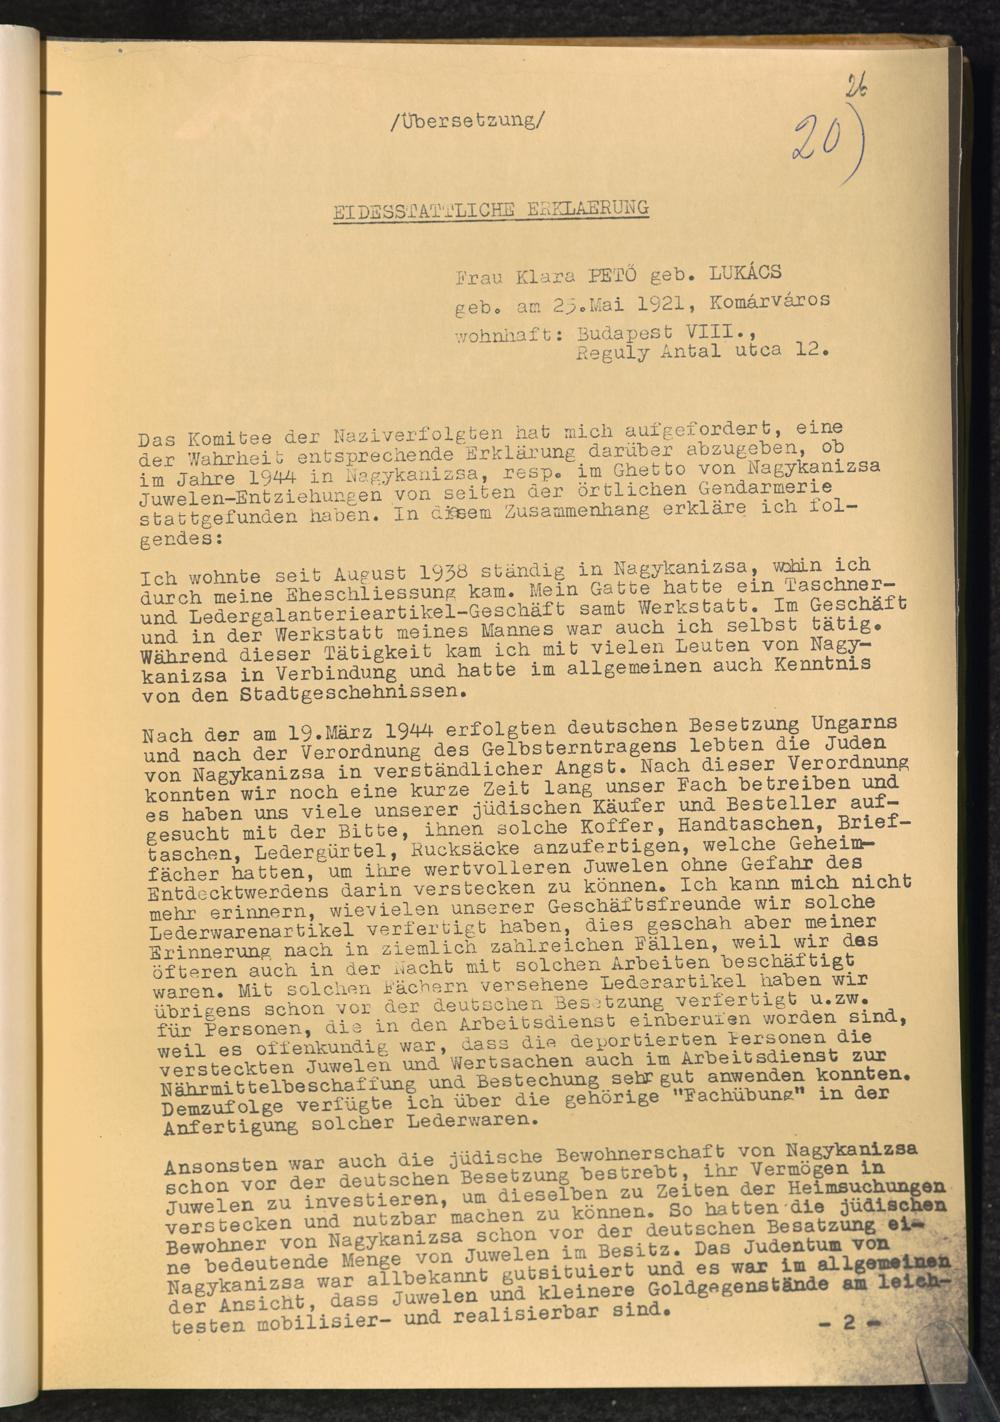 26
20)
/Übersetzung/
EIDESSTATTLICHE ERKLAERUNG
Frau Klara PETŐ geb. LUKÁCS
geb. am 25.Mai 1921, Komárváros
wohnhaft: Budapest VIII.,
Reguly Antal utca 12.
Das Komitee der Naziverfolgten hat mich aufgefordert, eine
der Wahrheit entsprechende Erklärung darüber abzugeben, ob
im Jahre 1944 in Nagykanizsa, resp. im Ghetto von Nagykanizsa
Juwelen-Entziehungen von seiten der örtlichen Gendarmerie
stattgefunden haben. In diesem Zusammenhang erkläre ich fol-
gendes:
Ich wohnte seit August 1938 ständig in Nagykanizsa, wohin ich
durch meine Eheschliessung kam. Mein Gatte hatte ein Taschner-
und Ledergalanterieartikel-Geschäft samt Werkstatt. Im Geschäft
und in der Werkstatt meines Mannes war auch ich selbst tätig.
Während dieser Tätigkeit kam ich mit vielen Leuten von Nagy-
kanizsa in Verbindung und hatte im allgemeinen auch Kenntnis
von den Stadtgeschehnissen.
Nach der am 19.März 1944 erfolgten deutschen Besetzung Ungarns
und nach der Verordnung des Gelbsterntragens lebten die Juden
von Nagykanizsa in verständlicher Angst. Nach dieser Verordnung
konnten wir noch eine kurze Zeit lang unser Fach betreiben und
es haben uns viele unserer jüdischen Käufer und Besteller auf-
gesucht mit der Bitte, ihnen solche Koffer, Handtaschen, Brief-
taschen, Ledergürtel, Rucksäcke anzufertigen, welche Geheim-
fächer hatten, um ihre wertvolleren Juwelen ohne Gefahr des
Entdecktwerdens darin verstecken zu können. Ich kann mich nicht
mehr erinnern, wievielen unserer Geschäftsfreunde wir solche
Lederwarenartikel verfertigt haben, dies geschah aber meiner
Erinnerung nach in ziemlich zahlreichen Fällen, weil wir des
öfteren auch in der Nacht mit solchen Arbeiten beschäftigt
waren. Mit solchen Fächern versehene Lederartikel haben wir
übrigens schon vor der deutschen Besetzung verfertigt u.zw.
für Personen, die in den Arbeitsdienst einberufen worden sind,
weil es offenkundig war, dass die deportierten Personen die
versteckten Juwelen und Wertsachen auch im Arbeitsdienst zur
Nährmittelbeschaffung und Bestechung sehr gut anwenden konnten.
Demzufolge verfügte ich über die gehörige "Fachübung" in der
Anfertigung solcher Lederwaren.
Ansonsten war auch die jüdische Bewohnerschaft von Nagykanizsa
schon vor der deutschen Besetzung bestrebt, ihr Vermögen in
Juwelen zu investieren, um dieselben zu Zeiten der Heimsuchungen
verstecken und nutzbar machen zu können. So hatten die jüdischen
Bewohner von Nagykanizsa schon vor der deutschen Besatzung ei-
ne bedeutende Menge von Juwelen im Besitz. Das Judentum von
Nagykanizsa war allbekannt gutsituiert und es war im allgemeinen
der Ansicht, dass Juwelen und kleinere Goldgegenstände am leich-
testen mobilisier- und realisierbar sind.
- 2 -